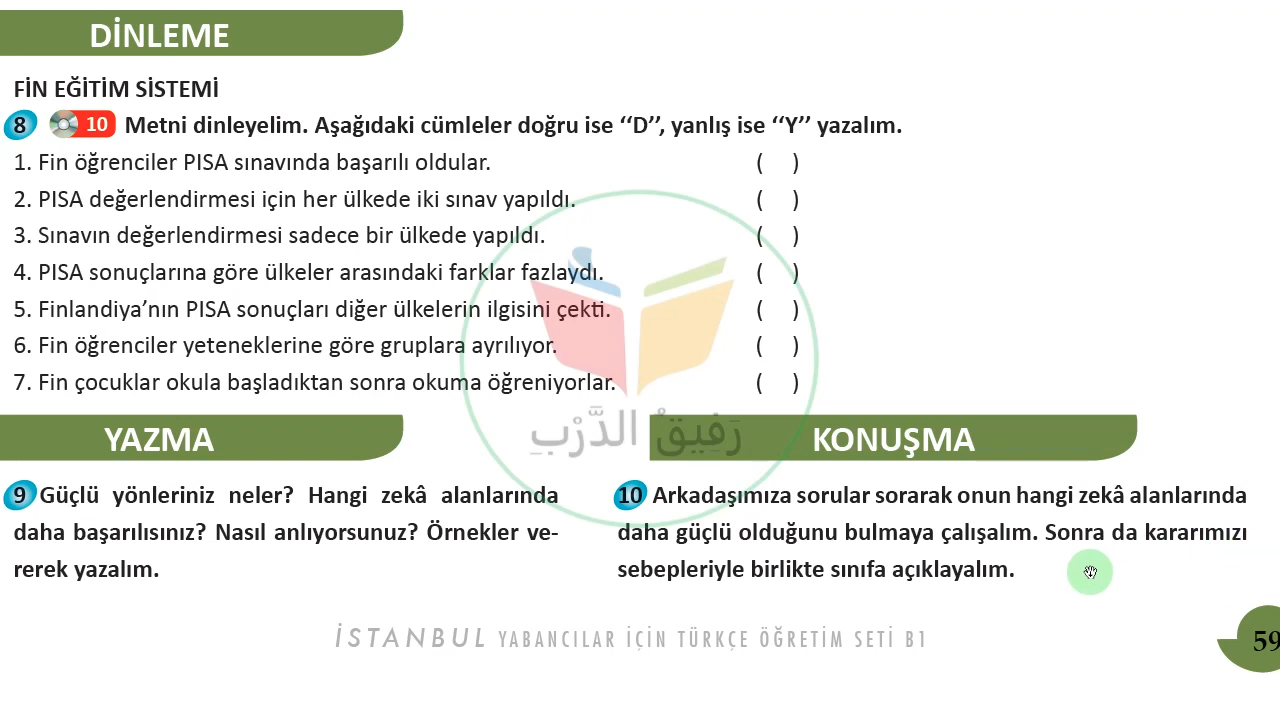 DİNLEME
FİN EĞİTİM SİSTEMİ
8 10 Metni dinleyelim. Aşağıdaki cümleler doğru ise ‘‘D’’, yanlış ise ‘‘Y’’ yazalım.
1. Fin öğrenciler PISA sınavında başarılı oldular. ( )
2. PISA değerlendirmesi için her ülkede iki sınav yapıldı. ( )
3. Sınavın değerlendirmesi sadece bir ülkede yapıldı. ( )
4. PISA sonuçlarına göre ülkeler arasındaki farklar fazlaydı. ( )
5. Finlandiya’nın PISA sonuçları diğer ülkelerin ilgisini çekti. ( )
6. Fin öğrenciler yeteneklerine göre gruplara ayrılıyor. ( )
7. Fin çocuklar okula başladıktan sonra okuma öğreniyorlar. ( )
رَفِيقُ الدَّرْبِ
YAZMA
9 Güçlü yönleriniz neler? Hangi zekâ alanlarında
daha başarılısınız? Nasıl anlıyorsunuz? Örnekler ve-
rerek yazalım.
KONUŞMA
10 Arkadaşımıza sorular sorarak onun hangi zekâ alanlarında
daha güçlü olduğunu bulmaya çalışalım. Sonra da kararımızı
sebepleriyle birlikte sınıfa açıklayalım.
İSTANBUL YABANCILAR İÇİN TÜRKÇE ÖĞRETİM SETİ B1
59